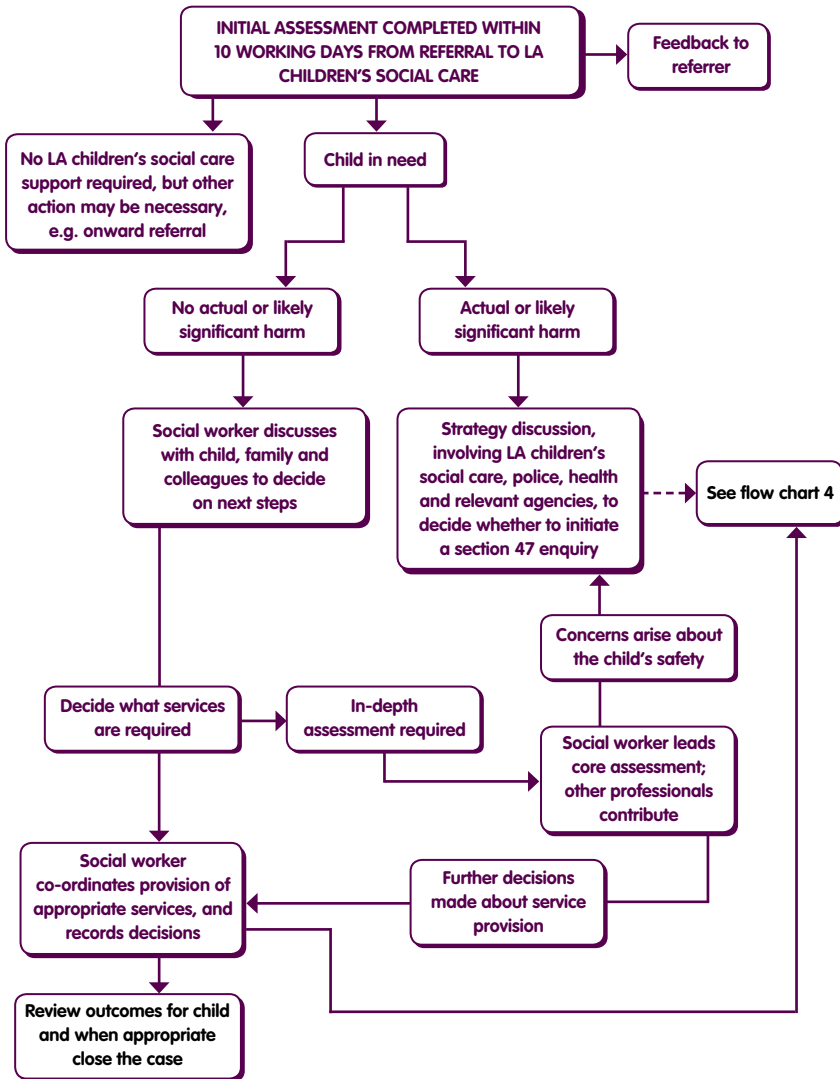 INITIAL ASSESSMENT COMPLETED WITHIN
10 WORKING DAYS FROM REFERRAL TO LA
CHILDREN'S SOCIAL CARE
Feedback to
referrer
No LA children's social care
support required, but other
action may be necessary,
e.g. onward referral
Child in need
No actual or likely
significant harm
Actual or likely
significant harm
Social worker discusses
with child, family and
colleagues to decide
on next steps
Strategy discussion,
involving LA children's
social care, police, health
and relevant agencies, to
decide whether to initiate
a section 47 enquiry
See flow chart 4
Concerns arise about
the child's safety
Decide what services
are required
In-depth
assessment required
Social worker leads
core assessment;
other professionals
contribute
Social worker
co-ordinates provision of
appropriate services, and
records decisions
Further decisions
made about service
provision
Review outcomes for child
and when appropriate
close the case